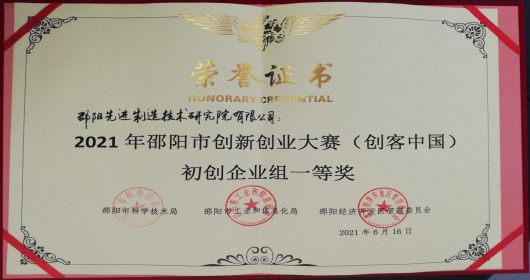 荣誉证书
HONORARY CREDENTIAL
邵阳先进制造技术研究院有限公司:
2021年邵阳市创新创业大赛(创客中国)
初创企业组一等奖
邵阳市科学技术局 邵阳市工业和信息化局 邵阳经济开发区管理委员会
2021年6月16日